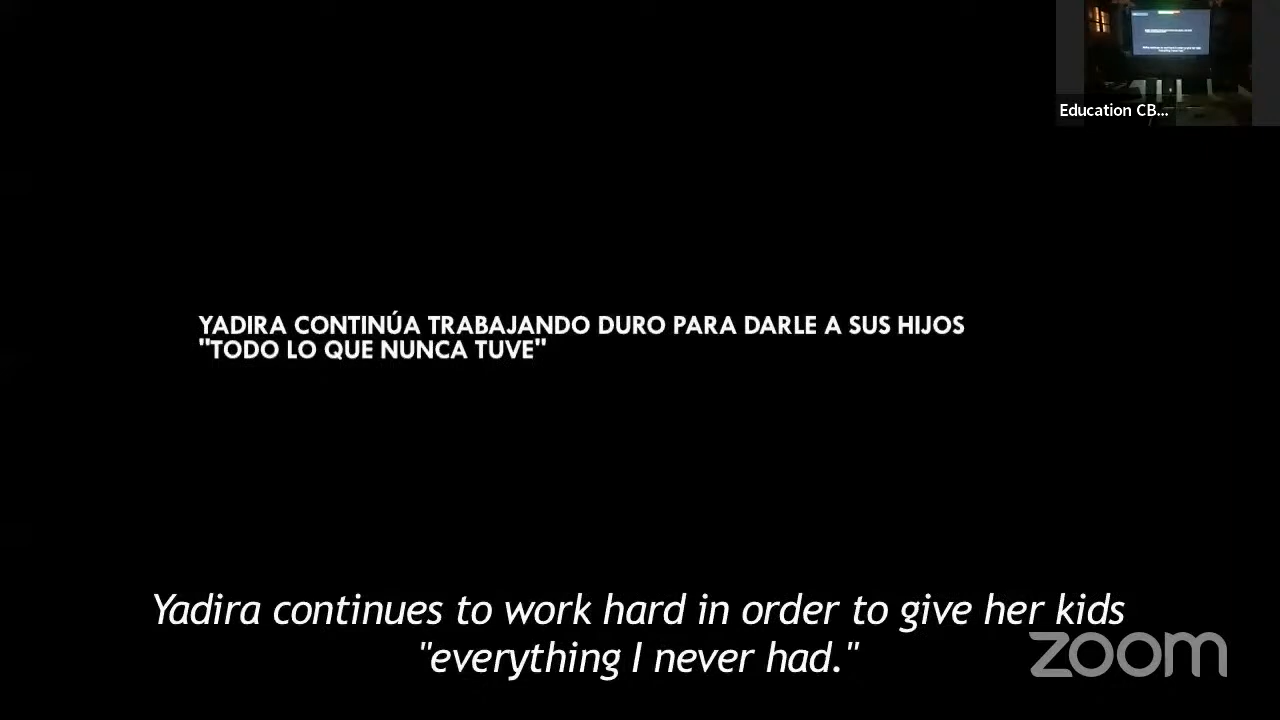 Education CB...
YADIRA CONTINÚA TRABAJANDO DURO PARA DARLE A SUS HIJOS
"TODO LO QUE NUNCA TUVE"
Yadira continues to work hard in order to give her kids
"everything I never had."
zoom